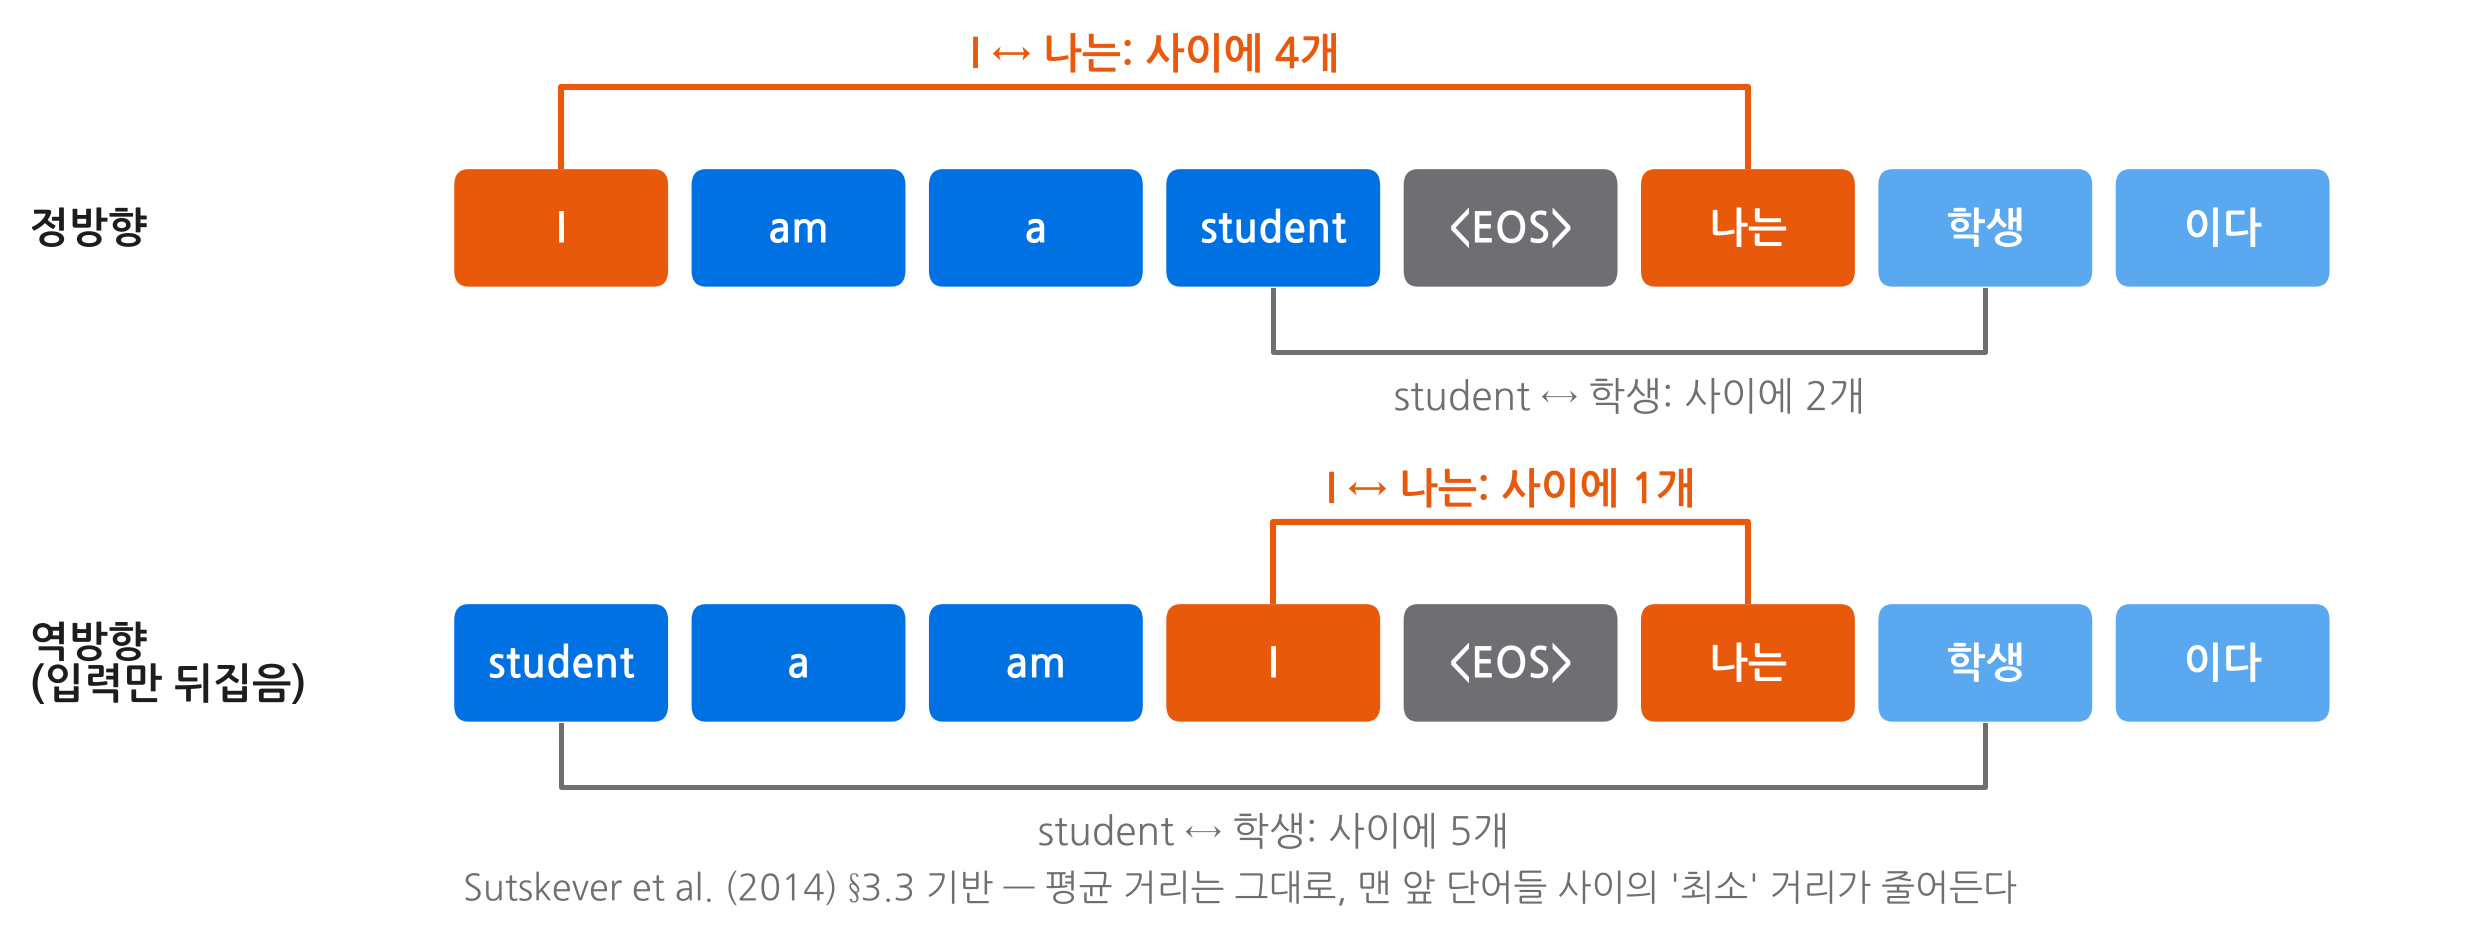 I ↔ 나는: 사이에 4개
정방향
I am a student <EOS> 나는 학생 이다
student ↔ 학생: 사이에 2개
I ↔ 나는: 사이에 1개
역방향
(입력만 뒤집음)
student a am I <EOS> 나는 학생 이다
student ↔ 학생: 사이에 5개
Sutskever et al. (2014) §3.3 기반 — 평균 거리는 그대로, 맨 앞 단어들 사이의 '최소' 거리가 줄어든다